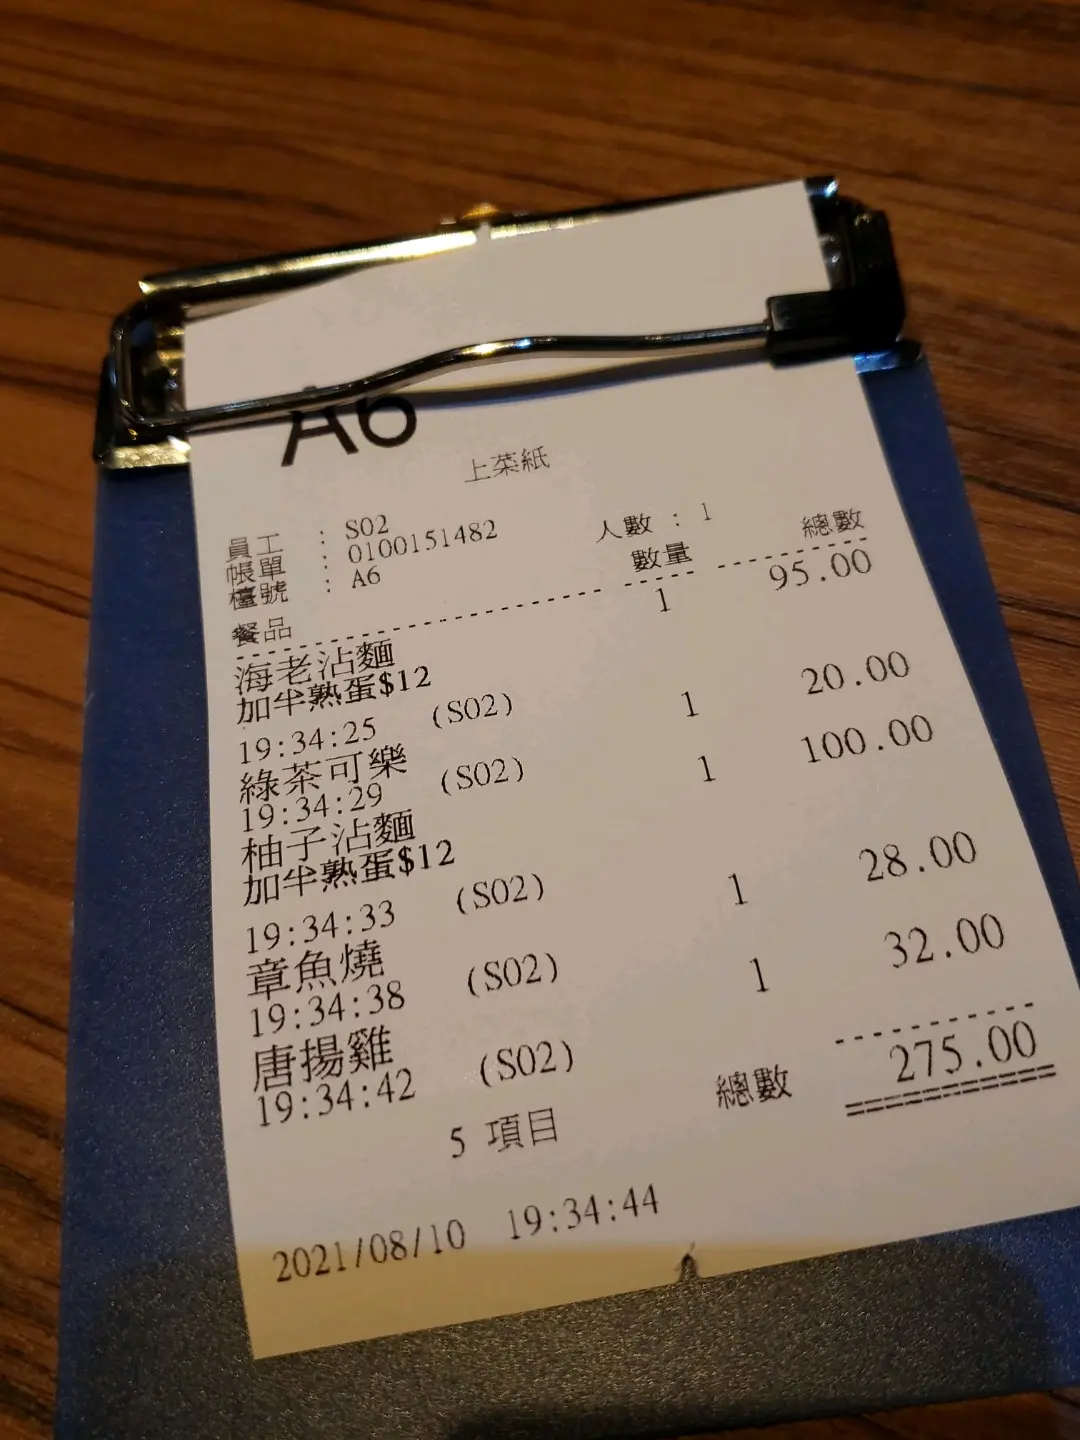 A6
上菜紙
員工 : S02
帳單 : 0100151482 人數 : 1
檯號 : A6
餐品 數量 總數
海老沾麵 1 95.00
加半熟蛋$12
19:34:25 (S02)
綠茶可樂 1 20.00
19:34:29 (S02)
柚子沾麵 1 100.00
加半熟蛋$12
19:34:33 (S02)
章魚燒 1 28.00
19:34:38 (S02)
唐揚雞 1 32.00
19:34:42 (S02)
5 項目 總數 275.00
2021/08/10 19:34:44